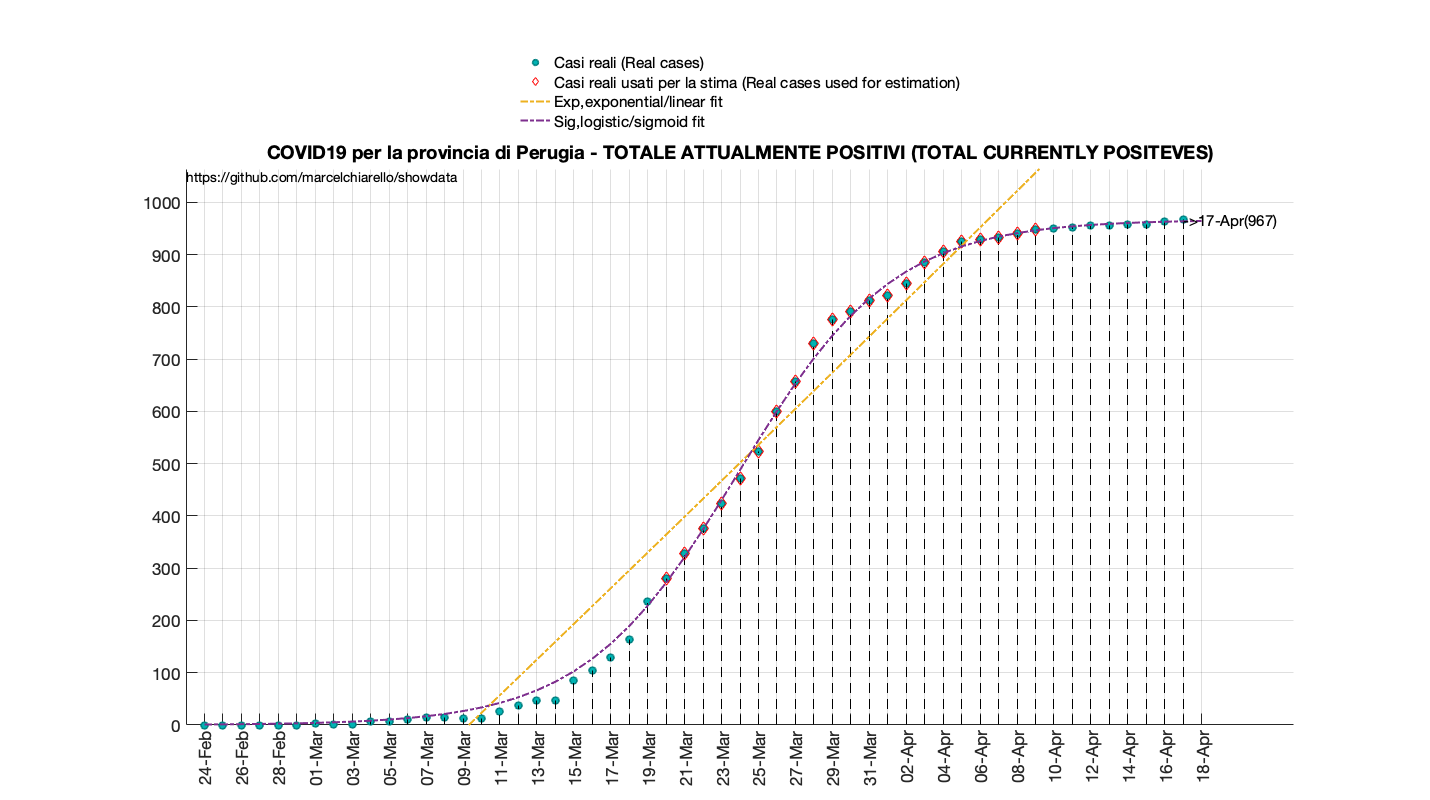 Casi reali (Real cases)
Casi reali usati per la stima (Real cases used for estimation)
Exp,exponential/linear fit
Sig,logistic/sigmoid fit
COVID19 per la provincia di Perugia - TOTALE ATTUALMENTE POSITIVI (TOTAL CURRENTLY POSITEVES)
https://github.com/marcelchiarello/showdata
1000
900
800
700
600
500
400
300
200
100
0
>17-Apr(967)
24-Feb
26-Feb
28-Feb
01-Mar
03-Mar
05-Mar
07-Mar
09-Mar
11-Mar
13-Mar
15-Mar
17-Mar
19-Mar
21-Mar
23-Mar
25-Mar
27-Mar
29-Mar
31-Mar
02-Apr
04-Apr
06-Apr
08-Apr
10-Apr
12-Apr
14-Apr
16-Apr
18-Apr